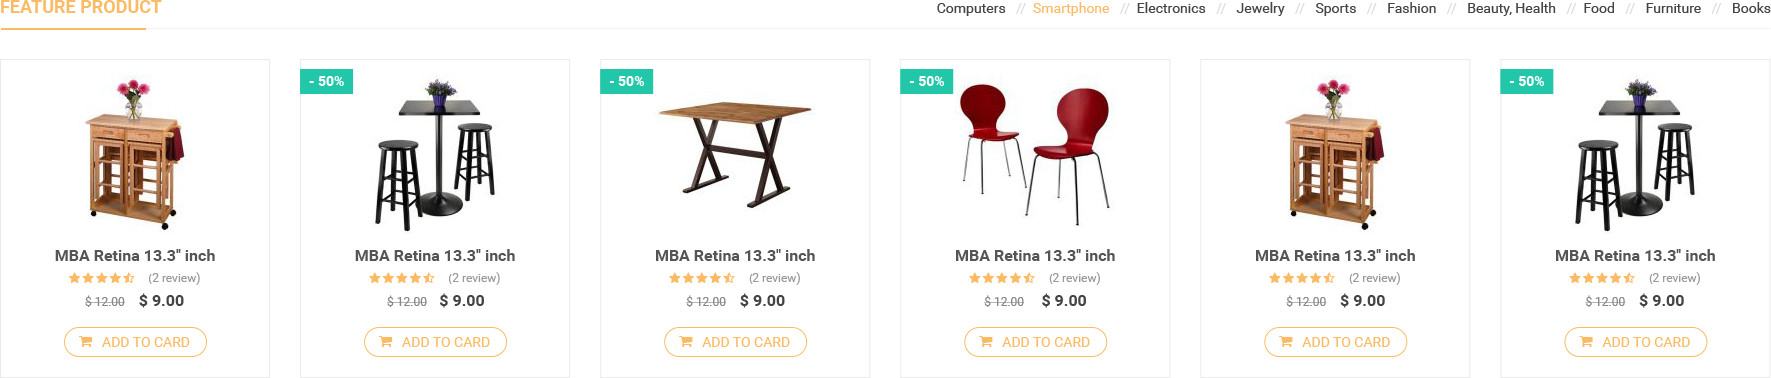 FEATURE PRODUCT
Computers // Smartphone // Electronics // Jewelry // Sports // Fashion // Beauty, Health // Food // Furniture // Books
MBA Retina 13.3" inch
(2 review)
$ 12.00 $ 9.00
ADD TO CARD
- 50%
MBA Retina 13.3" inch
(2 review)
$ 12.00 $ 9.00
ADD TO CARD
- 50%
MBA Retina 13.3" inch
(2 review)
$ 12.00 $ 9.00
ADD TO CARD
- 50%
MBA Retina 13.3" inch
(2 review)
$ 12.00 $ 9.00
ADD TO CARD
MBA Retina 13.3" inch
(2 review)
$ 12.00 $ 9.00
ADD TO CARD
- 50%
MBA Retina 13.3" inch
(2 review)
$ 12.00 $ 9.00
ADD TO CARD